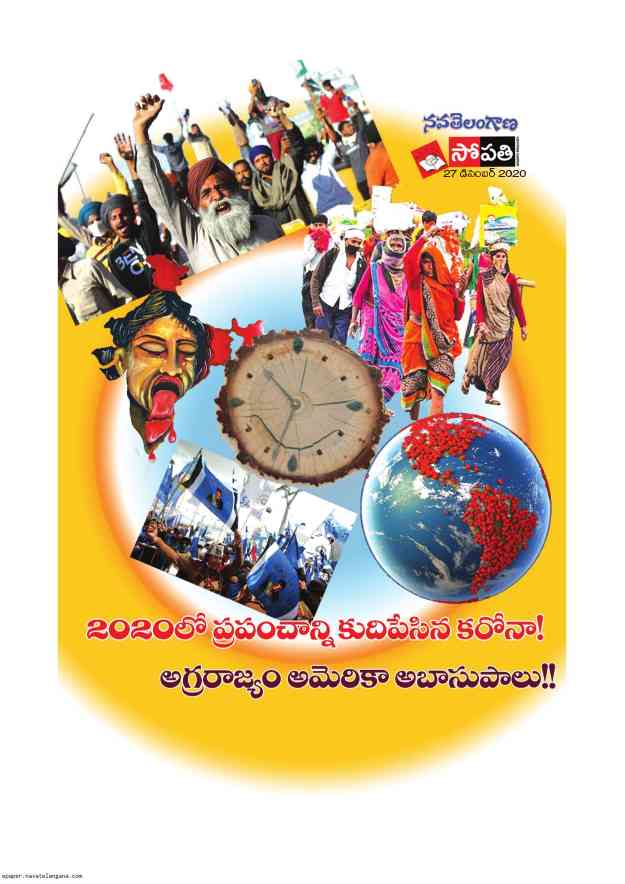 నవతెలంగాణ
సోపతి
27 డిసెంబర్ 2020
2020లో ప్రపంచాన్ని కుదిపేసిన కరోనా!
అగ్రరాజ్యం అమెరికా అబాసుపాలు!!
epaper.navatelangana.com